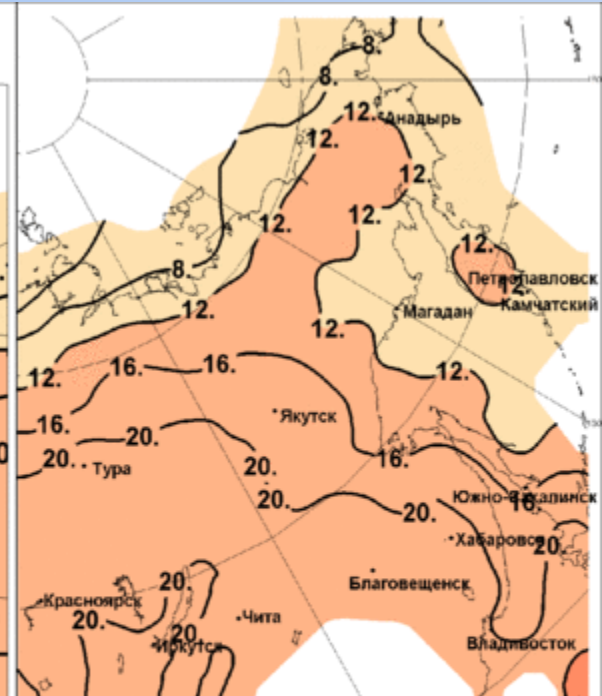 8.
8.
12.
Анадырь
12.
12.
12.
12.
12.
8.
Петропавловск
12.
Камчатский
12.
Магадан
12.
16.
16.
12.
12.
Якутск
16.
20.
16.
20.
Тура
20.
20.
Южно-Сахалинск
16.
20.
Хабаровск
20.
20.
Благовещенск
Красноярск
20.
Чита
20.
Иркутск
Владивосток